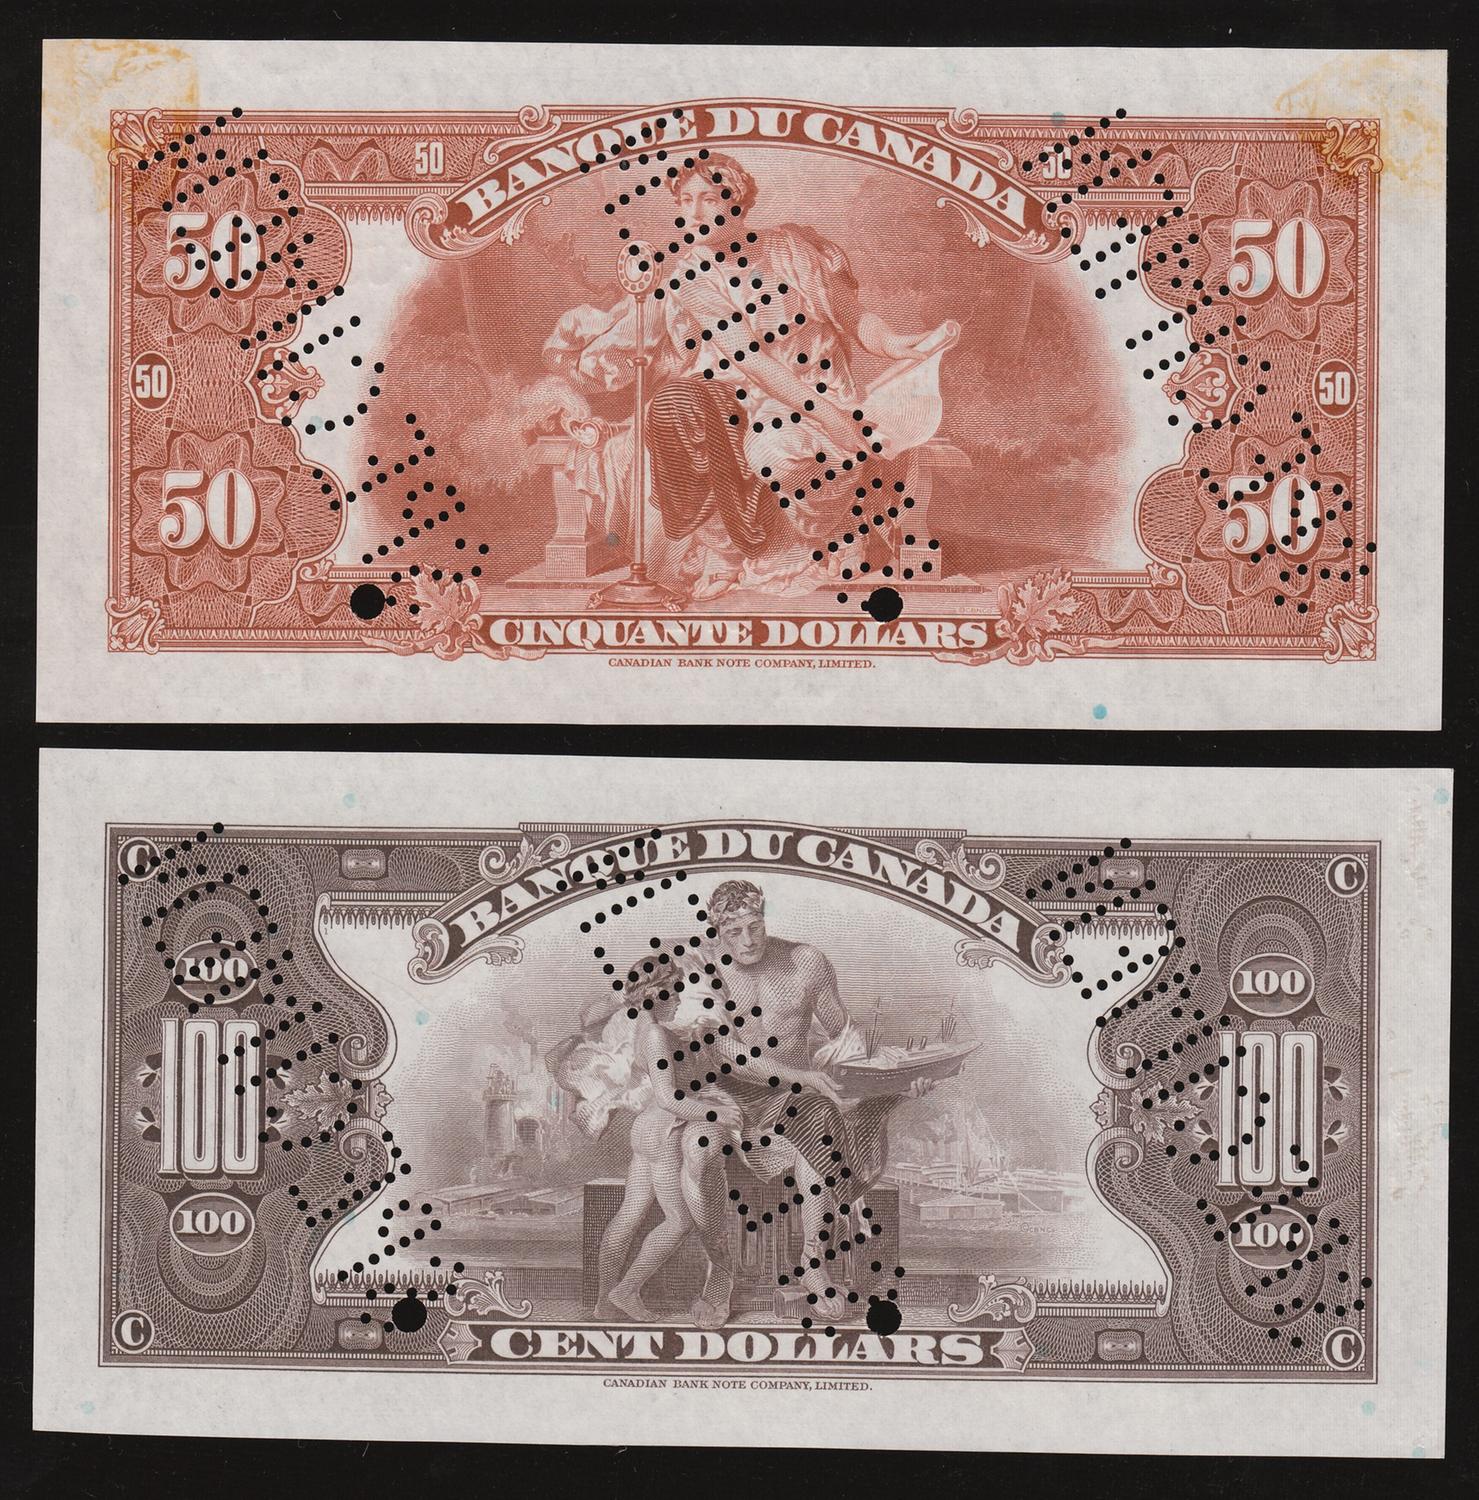 BANQUE DU CANADA
50 50
50 50
50 50
50 50
CINQUANTE DOLLARS
CANADIAN BANK NOTE COMPANY, LIMITED.
C BANQUE DU CANADA C
100 100
100 100
100 100
C CENT DOLLARS C
CANADIAN BANK NOTE COMPANY, LIMITED.